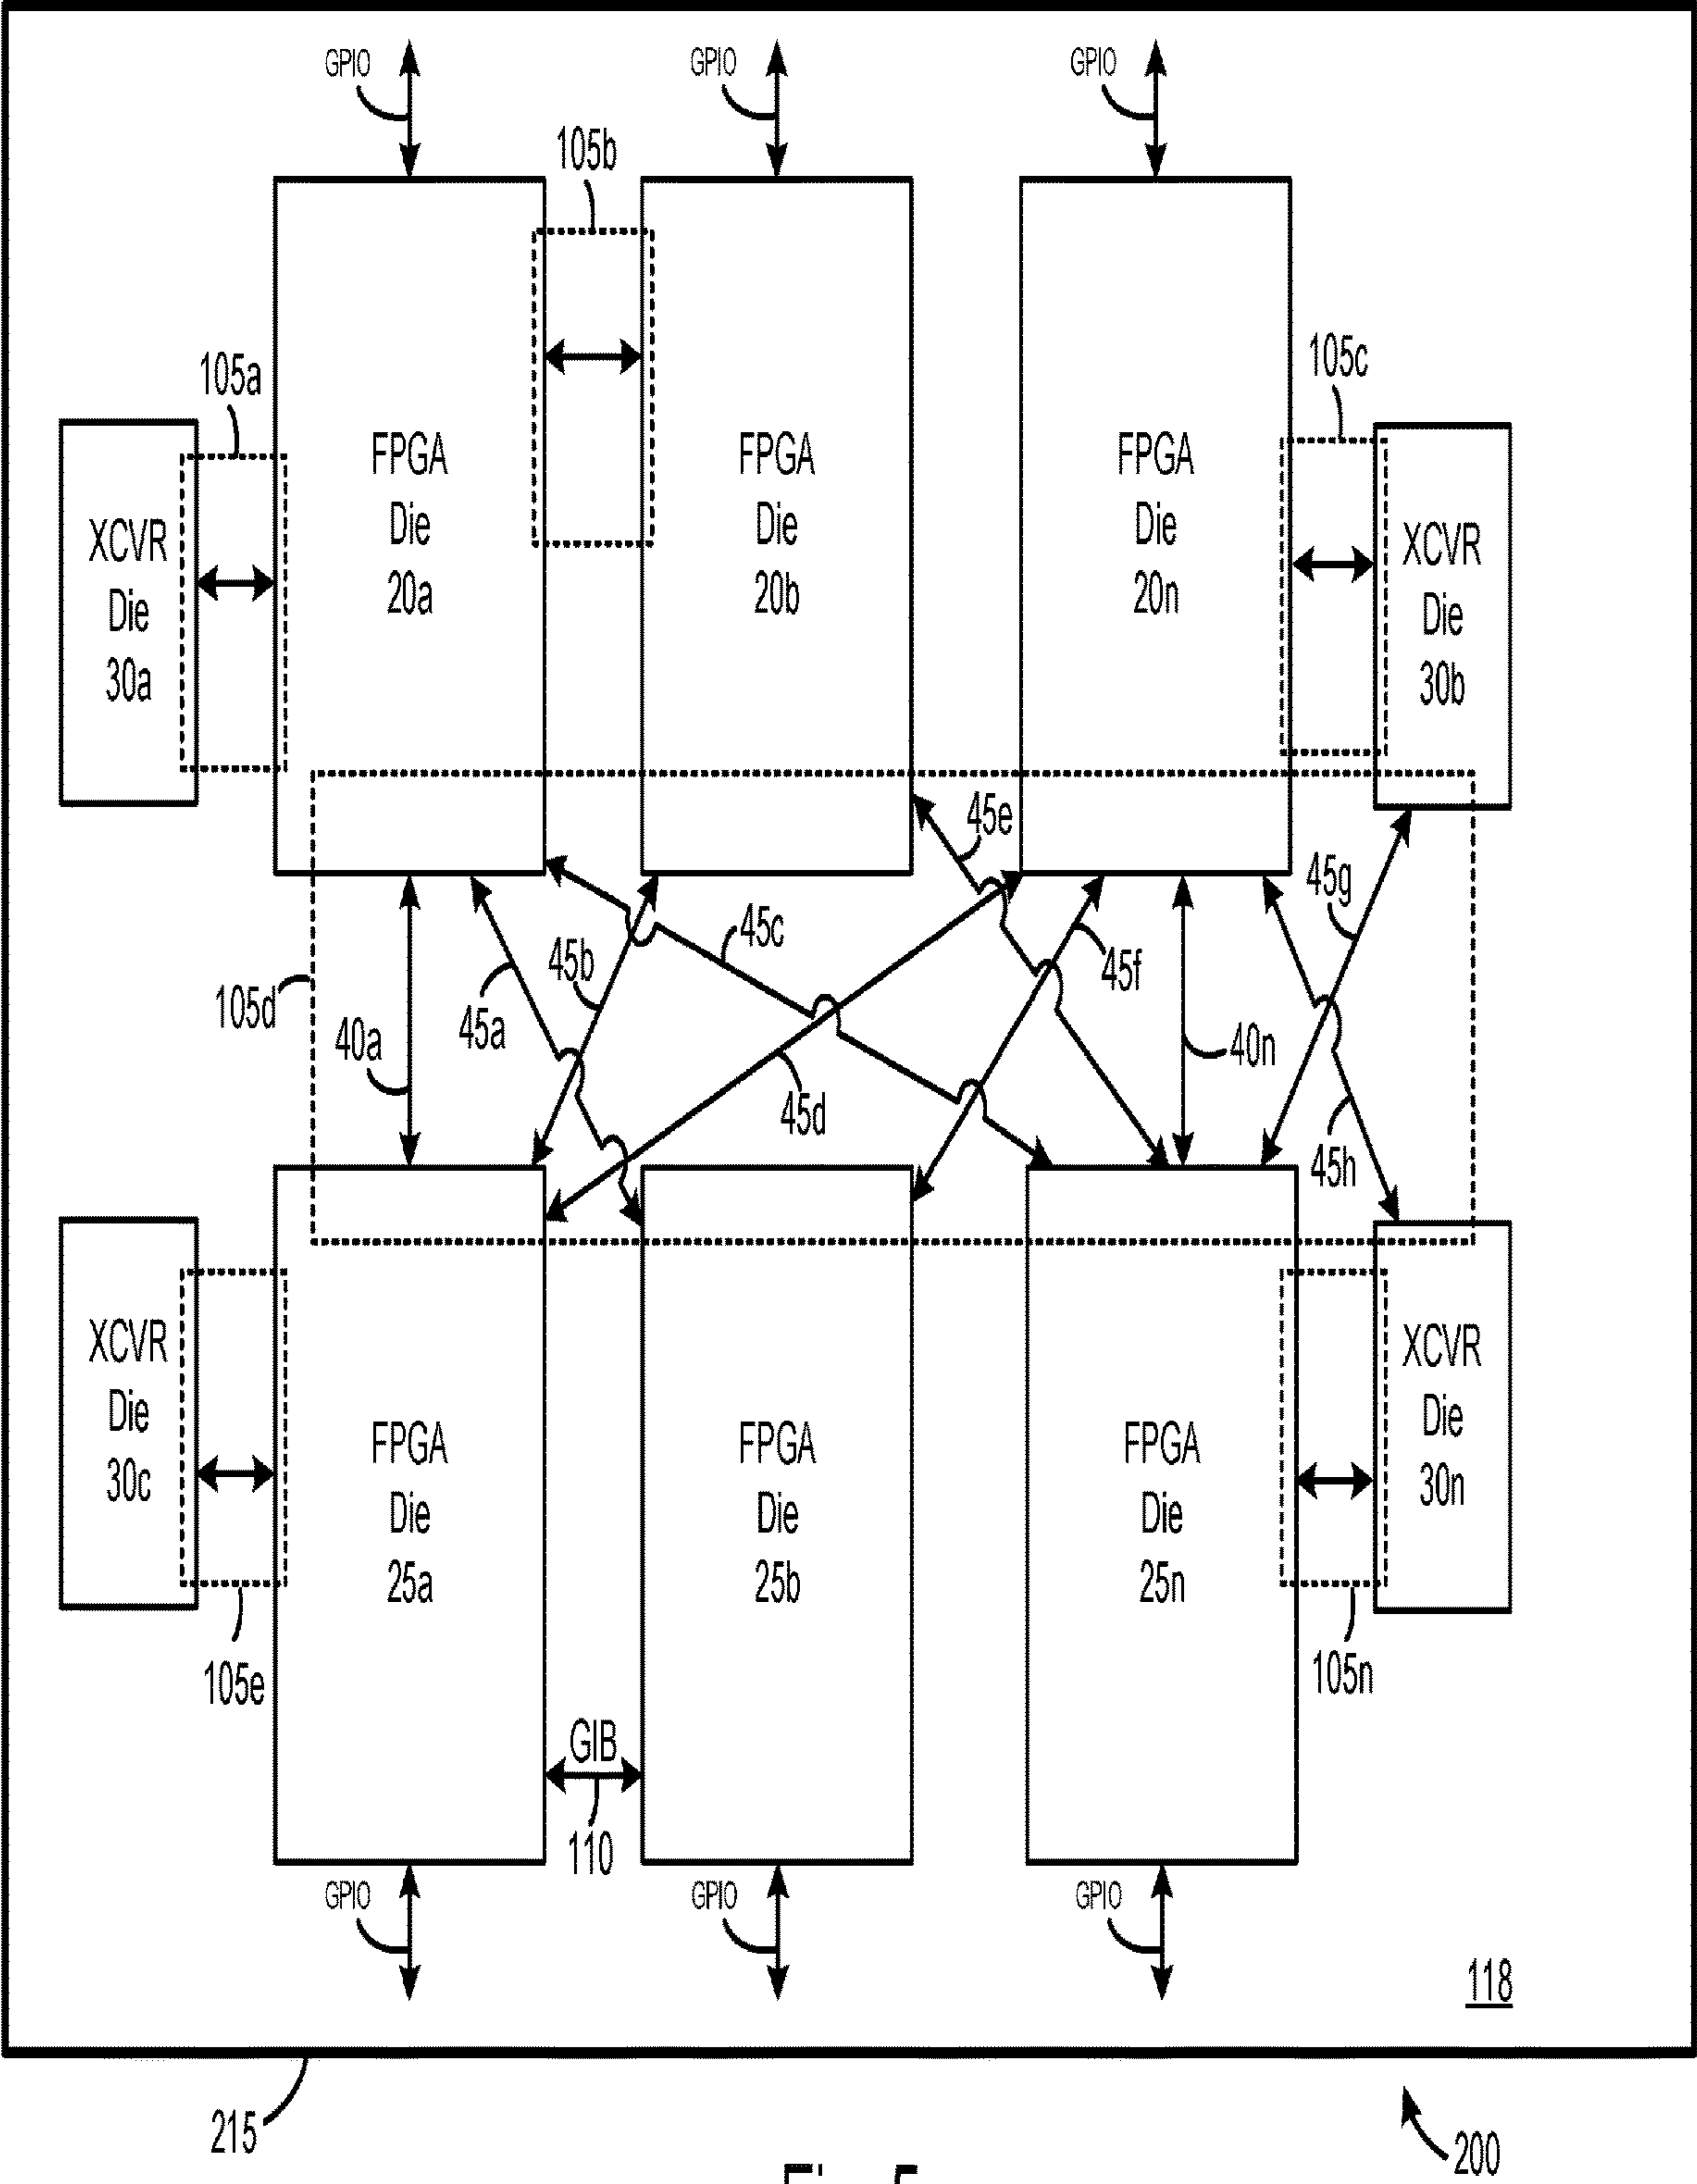 GPIO
GPIO
GPIO
105b
105a
105c
FPGA
Die
20a
FPGA
Die
20b
FPGA
Die
20n
XCVR
Die
30a
XCVR
Die
30b
45e
45g
45c
45b
45f
105d
45a
40a
40n
45d
45h
XCVR
Die
30c
FPGA
Die
25a
FPGA
Die
25b
FPGA
Die
25n
XCVR
Die
30n
105e
105n
GIB
110
GPIO
GPIO
GPIO
118
215
200